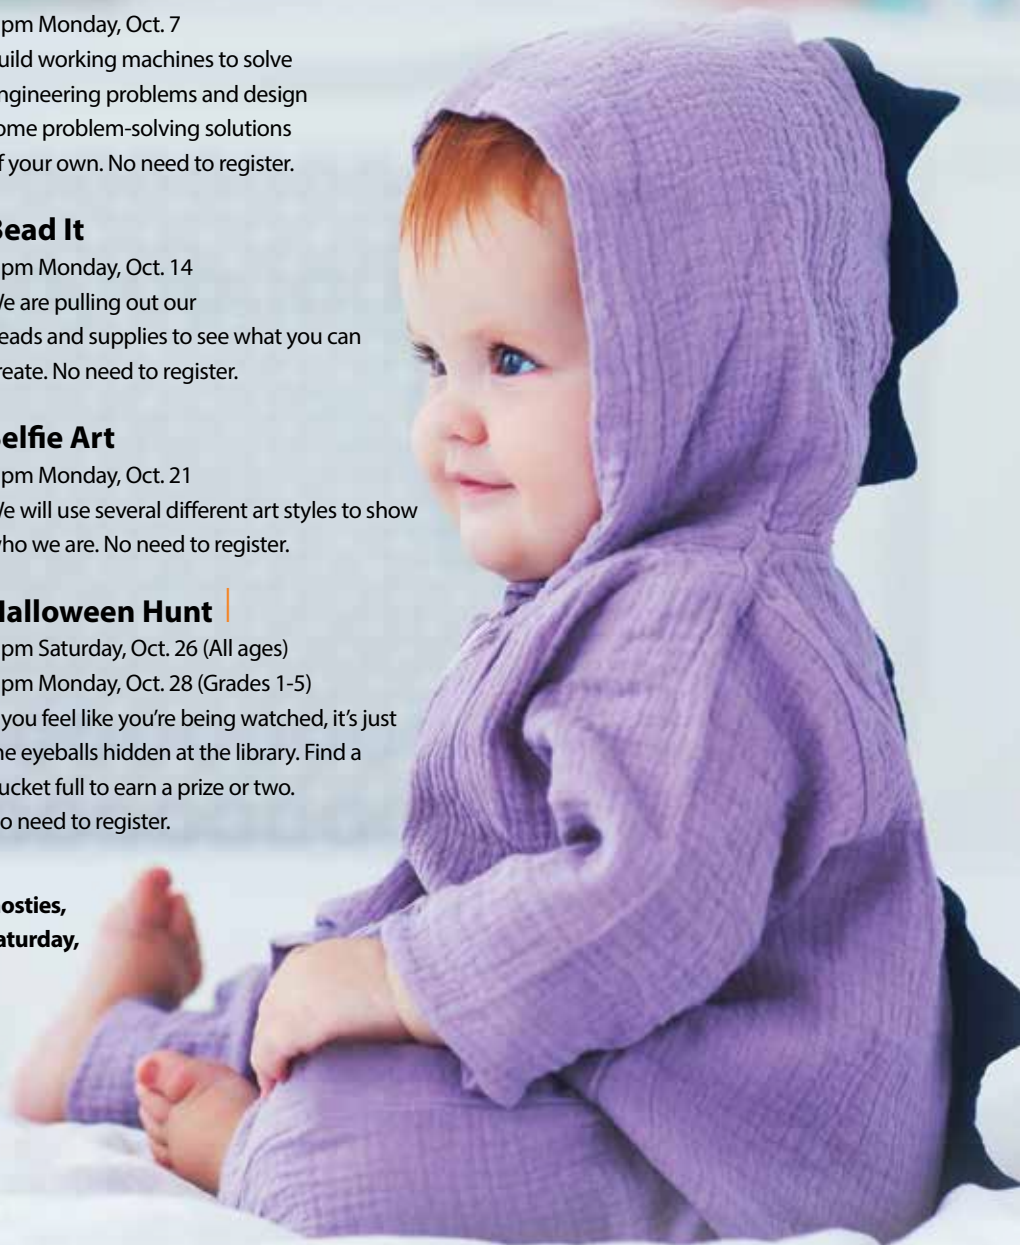 pm Monday, Oct. 7
uild working machines to solve
ngineering problems and design
ome problem-solving solutions
f your own. No need to register.
Bead It
pm Monday, Oct. 14
We are pulling out our
eads and supplies to see what you can
reate. No need to register.
Selfie Art
pm Monday, Oct. 21
We will use several different art styles to show
who we are. No need to register.
Halloween Hunt
pm Saturday, Oct. 26 (All ages)
pm Monday, Oct. 28 (Grades 1-5)
you feel like you’re being watched, it’s just
he eyeballs hidden at the library. Find a
ucket full to earn a prize or two.
o need to register.
osties,
aturday,